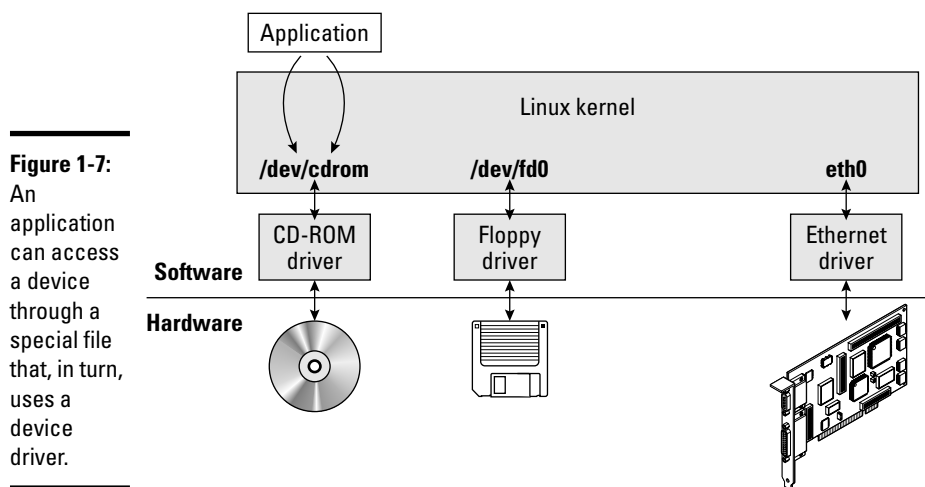 Application
Linux kernel
/dev/cdrom
/dev/fd0
eth0
CD-ROM
driver
Floppy
driver
Ethernet
driver
Software
Hardware
Figure 1-7:
An
application
can access
a device
through a
special file
that, in turn,
uses a
device
driver.